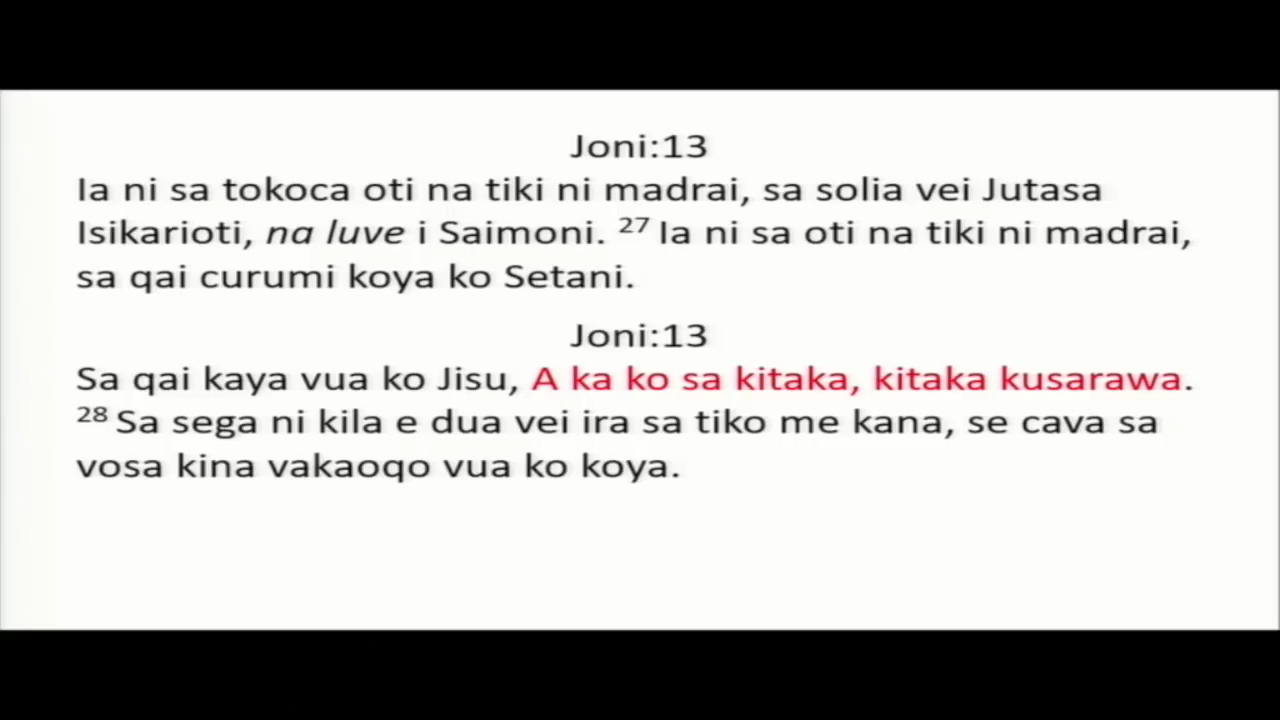 Joni:13
Ia ni sa tokoca oti na tiki ni madrai, sa solia vei Jutasa
Isikarioti, na luve i Saimoni. 27 Ia ni sa oti na tiki ni madrai,
sa qai curumi koya ko Setani.
Joni:13
Sa qai kaya vua ko Jisu, A ka ko sa kitaka, kitaka kusarawa.
28 Sa sega ni kila e dua vei ira sa tiko me kana, se cava sa
vosa kina vakaoqo vua ko koya.